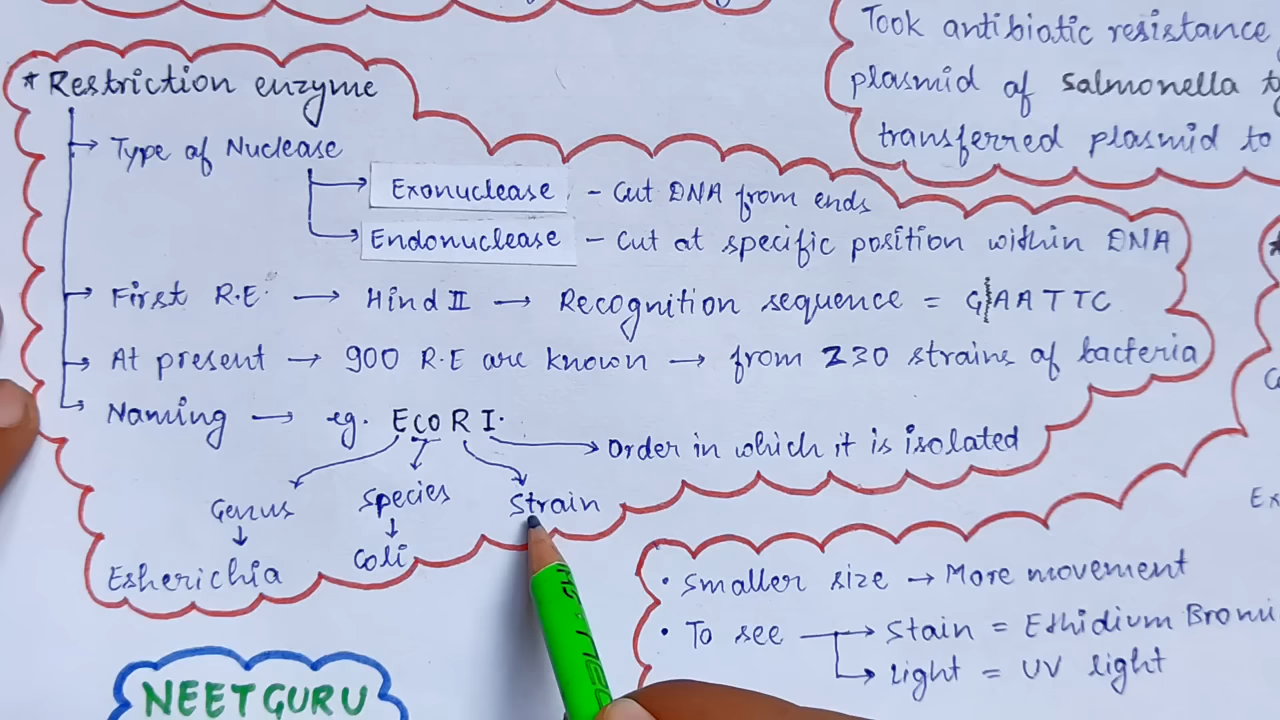 Took antibiotic resistance
plasmid of Salmonella
transferred plasmid to
* Restriction enzyme
→ Type of Nuclease
→ Exonuclease - Cut DNA from ends
→ Endonuclease - Cut at specific position within DNA
→ First R.E. → Hind II → Recognition sequence = G|AATTC
→ At present → 900 R.E are known → from 230 strains of bacteria
→ Naming → eg. ECORI.
→ Order in which it is isolated
Genus Species Strain
↓ ↓
Esherichia Coli
• Smaller size → More movement
• To see → Stain = Ethidium Bromi
→ Light = UV light
NEETGURU